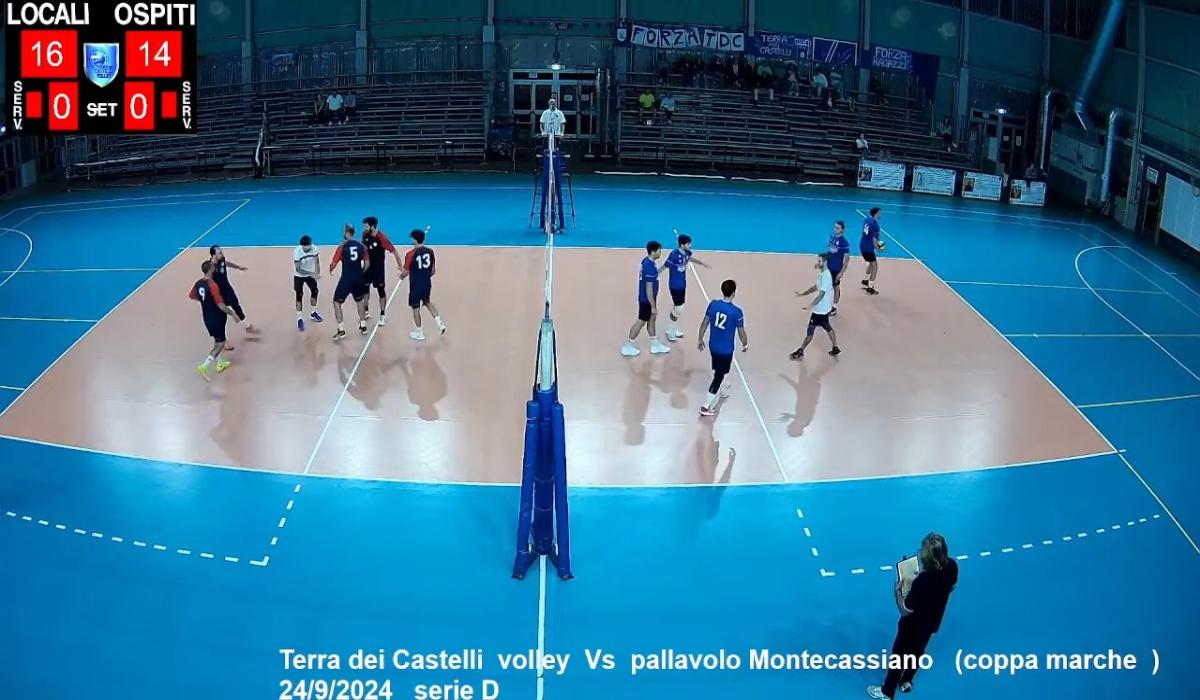 LOCALI OSPITI
16 14
SERV. 0 SET 0 SERV.
FORZA TDC
TERRA
CASTELLI
FORZA
RAGAZZI
5
13
9
12
14
Terra dei Castelli volley Vs pallavolo Montecassiano (coppa marche )
24/9/2024 serie D